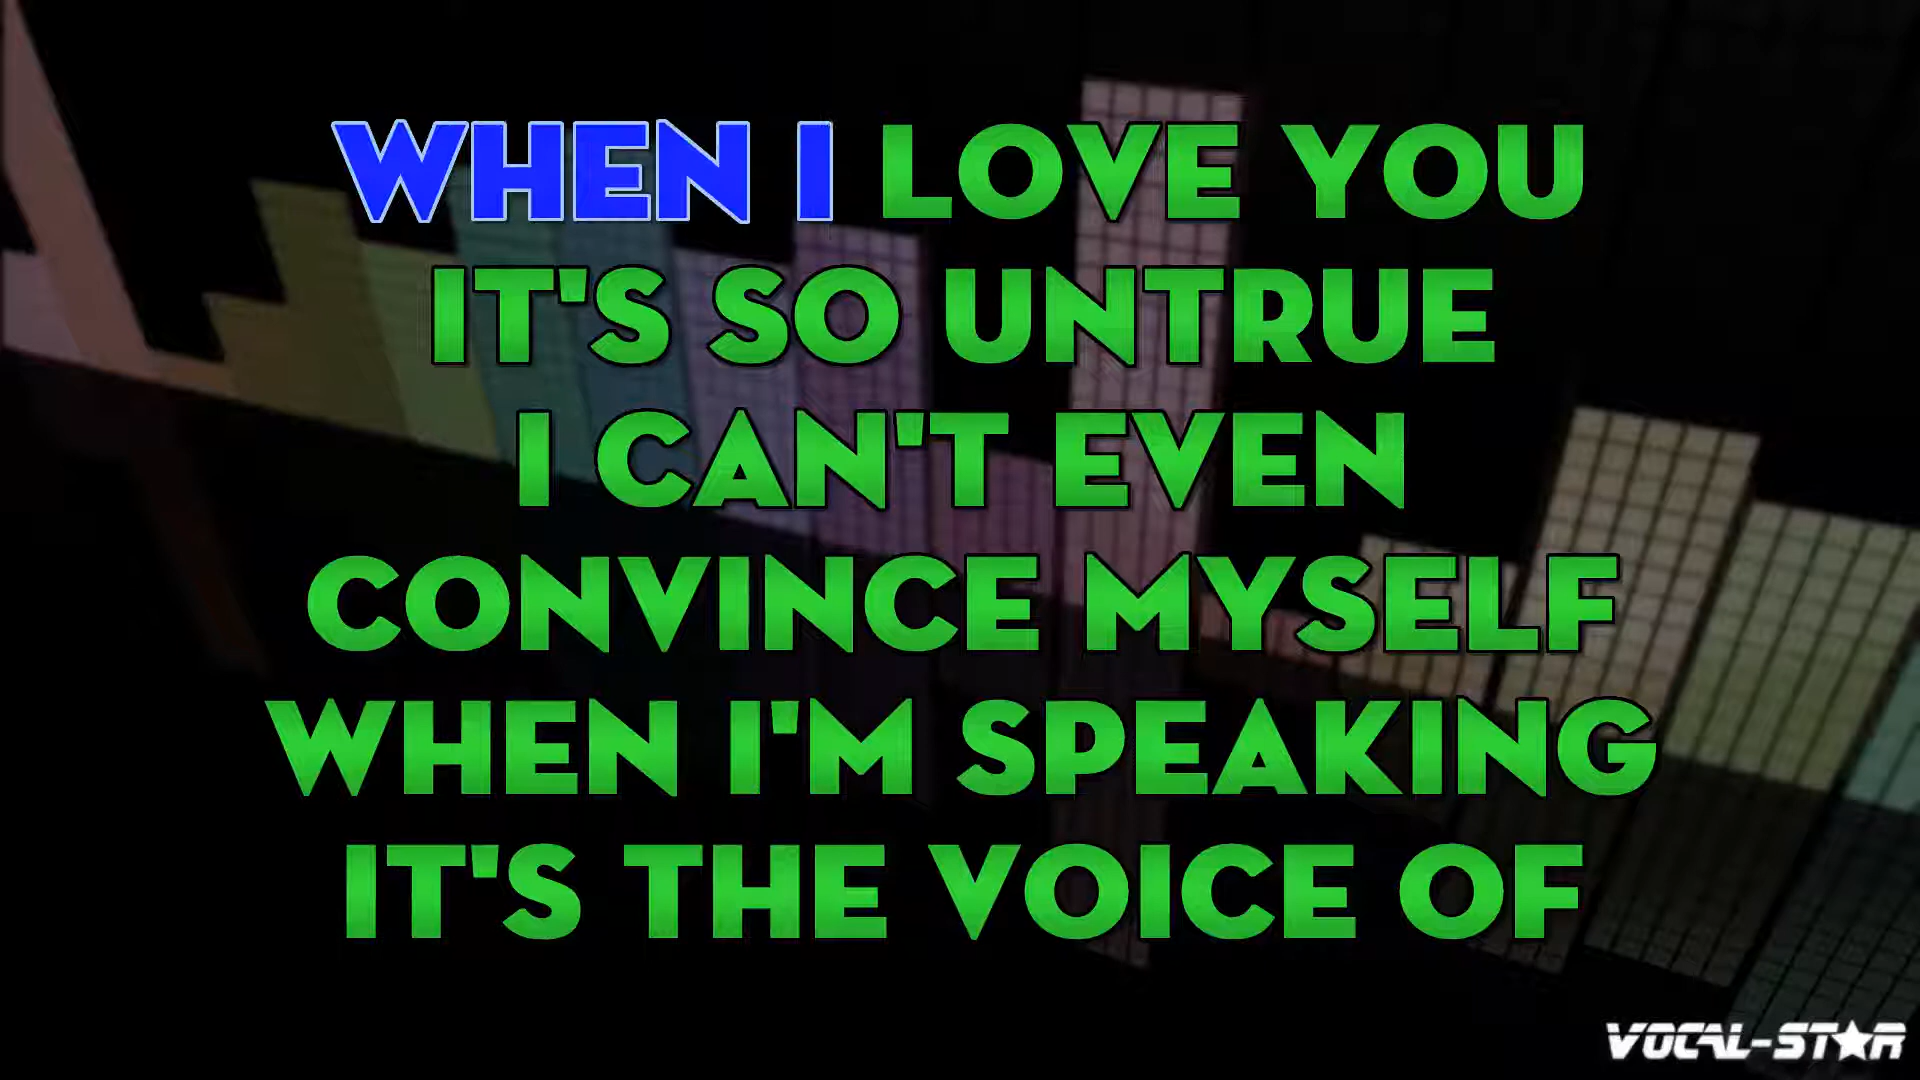 WHEN I LOVE YOU
IT'S SO UNTRUE
I CAN'T EVEN
CONVINCE MYSELF
WHEN I'M SPEAKING
IT'S THE VOICE OF
VOCAL-STAR